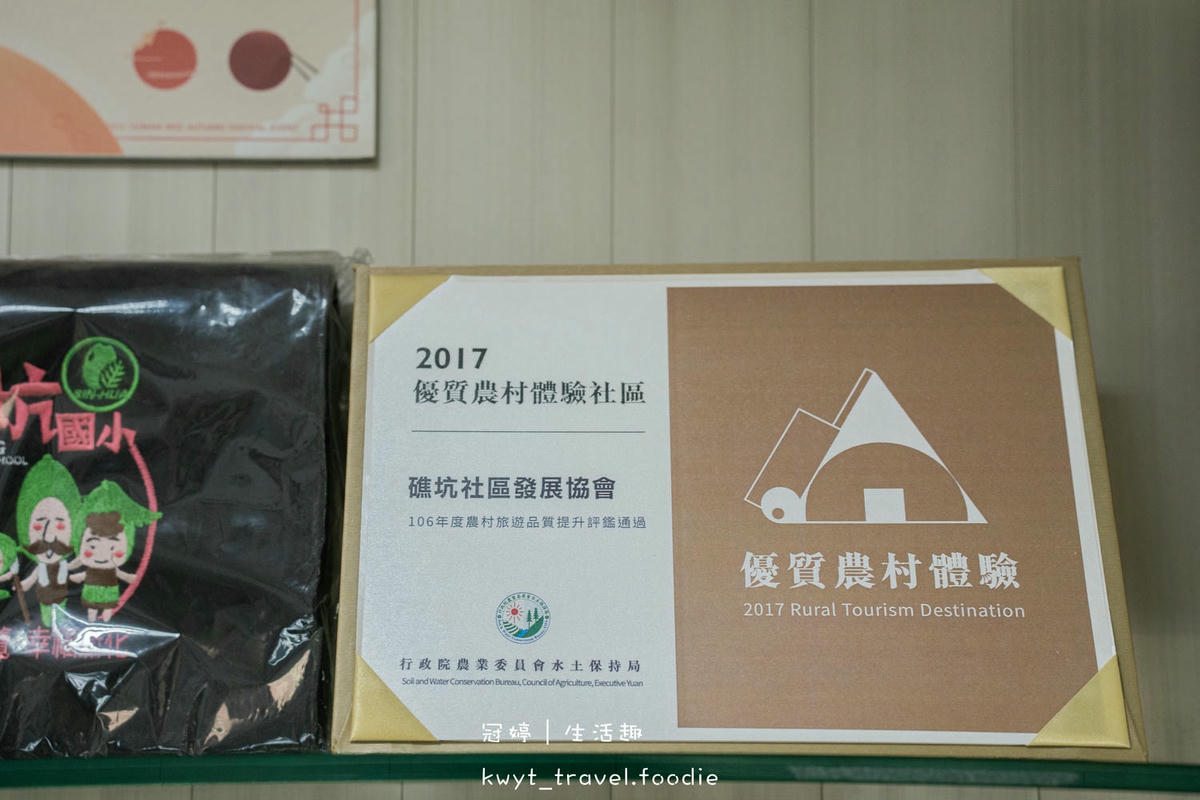 坑
SIN-HUA
國小
2017
優質農村體驗社區
礁坑社區發展協會
106年度農村旅遊品質提升評鑑通過
行政院農業委員會水土保持局
Soil and Water Conservation Bureau, Council of Agriculture, Executive Yuan
優質農村體驗
2017 Rural Tourism Destination
冠婷│生活趣
kwyt_travel.foodie